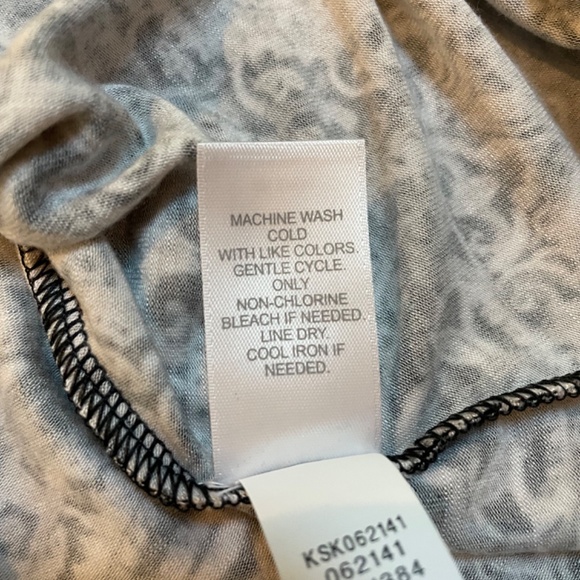 MACHINE WASH
COLD
WITH LIKE COLORS.
GENTLE CYCLE.
ONLY
NON-CHLORINE
BLEACH IF NEEDED.
LINE DRY.
COOL IRON IF
NEEDED.
KSK062141
062141
384